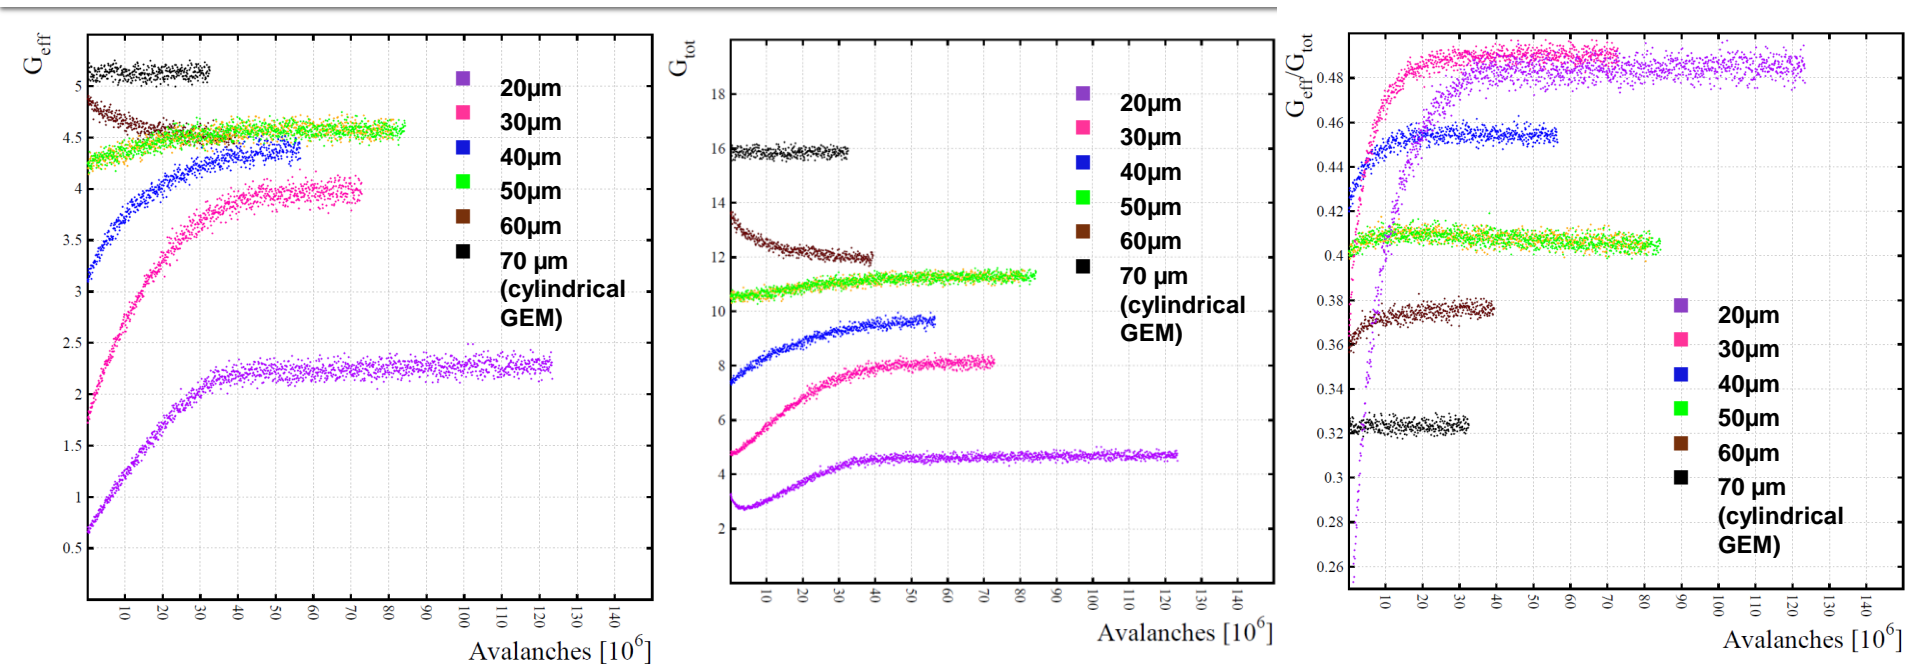 G_eff
5
4.5
4
3.5
3
2.5
2
1.5
1
0.5
10 20 30 40 50 60 70 80 90 100 110 120 130 140
Avalanches [10^6]
20µm
30µm
40µm
50µm
60µm
70 µm
(cylindrical
GEM)
G_tot
18
16
14
12
10
8
6
4
2
10 20 30 40 50 60 70 80 90 100 110 120 130 140
Avalanches [10^6]
20µm
30µm
40µm
50µm
60µm
70 µm
(cylindrical
GEM)
G_eff/G_tot
0.48
0.46
0.44
0.42
0.4
0.38
0.36
0.34
0.32
0.3
0.28
0.26
10 20 30 40 50 60 70 80 90 100 110 120 130 140
Avalanches [10^6]
20µm
30µm
40µm
50µm
60µm
70 µm
(cylindrical
GEM)